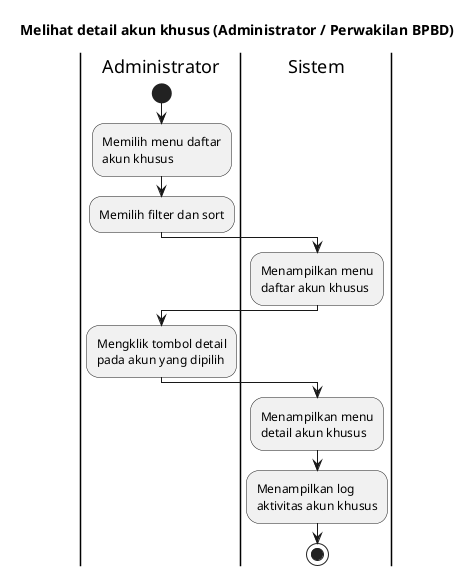 Melihat detail akun khusus (Administrator / Perwakilan BPBD)
Administrator
Sistem
Memilih menu daftar
akun khusus
Memilih filter dan sort
Menampilkan menu
daftar akun khusus
Mengklik tombol detail
pada akun yang dipilih
Menampilkan menu
detail akun khusus
Menampilkan log
aktivitas akun khusus